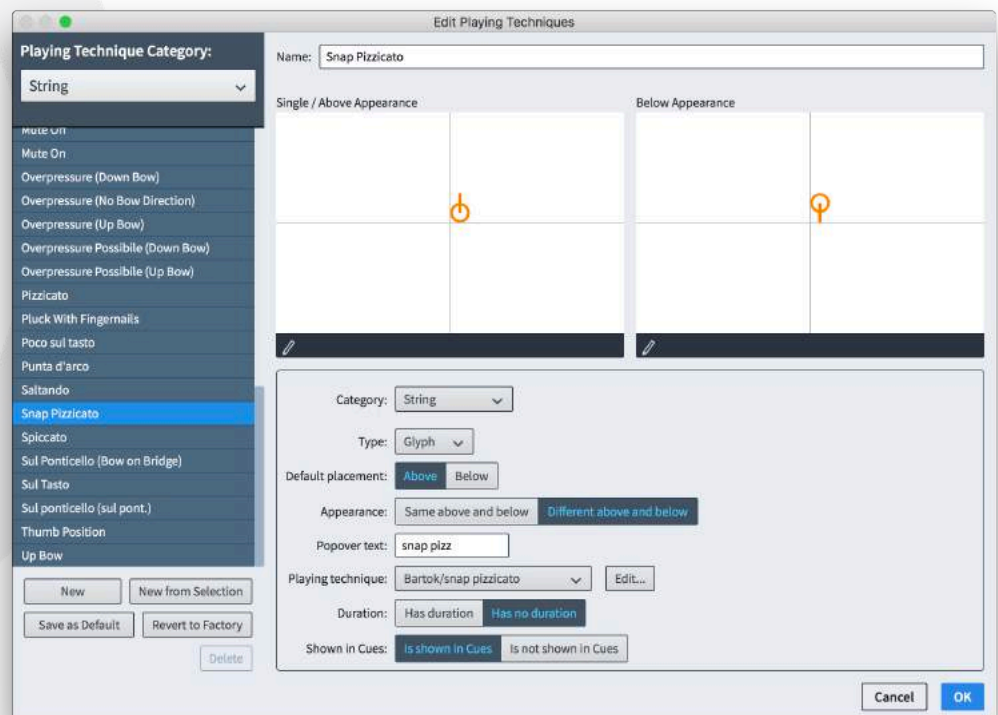 Edit Playing Techniques
Playing Technique Category:
String
Mute Off
Mute On
Overpressure (Down Bow)
Overpressure (No Bow Direction)
Overpressure (Up Bow)
Overpressure Possibile (Down Bow)
Overpressure Possibile (Up Bow)
Pizzicato
Pluck With Fingernails
Poco sul tasto
Punta d'arco
Saltando
Snap Pizzicato
Spiccato
Sul Ponticello (Bow on Bridge)
Sul Tasto
Sul ponticello (sul pont.)
Thumb Position
Up Bow
New
New from Selection
Save as Default
Revert to Factory
Delete
Name: Snap Pizzicato
Single / Above Appearance
Below Appearance
Category: String
Type: Glyph
Default placement: Above Below
Appearance: Same above and below Different above and below
Popover text: snap pizz
Playing technique: Bartok/snap pizzicato Edit...
Duration: Has duration Has no duration
Shown in Cues: Is shown in Cues Is not shown in Cues
Cancel
OK